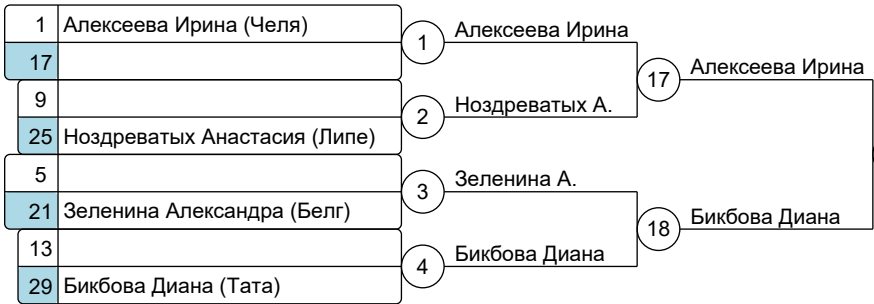 1 Алексеева Ирина (Челя)
17
9
25 Ноздреватых Анастасия (Липе)
5
21 Зеленина Александра (Белг)
13
29 Бикбова Диана (Тата)
1 Алексеева Ирина
2 Ноздреватых А.
3 Зеленина А.
4 Бикбова Диана
17 Алексеева Ирина
18 Бикбова Диана